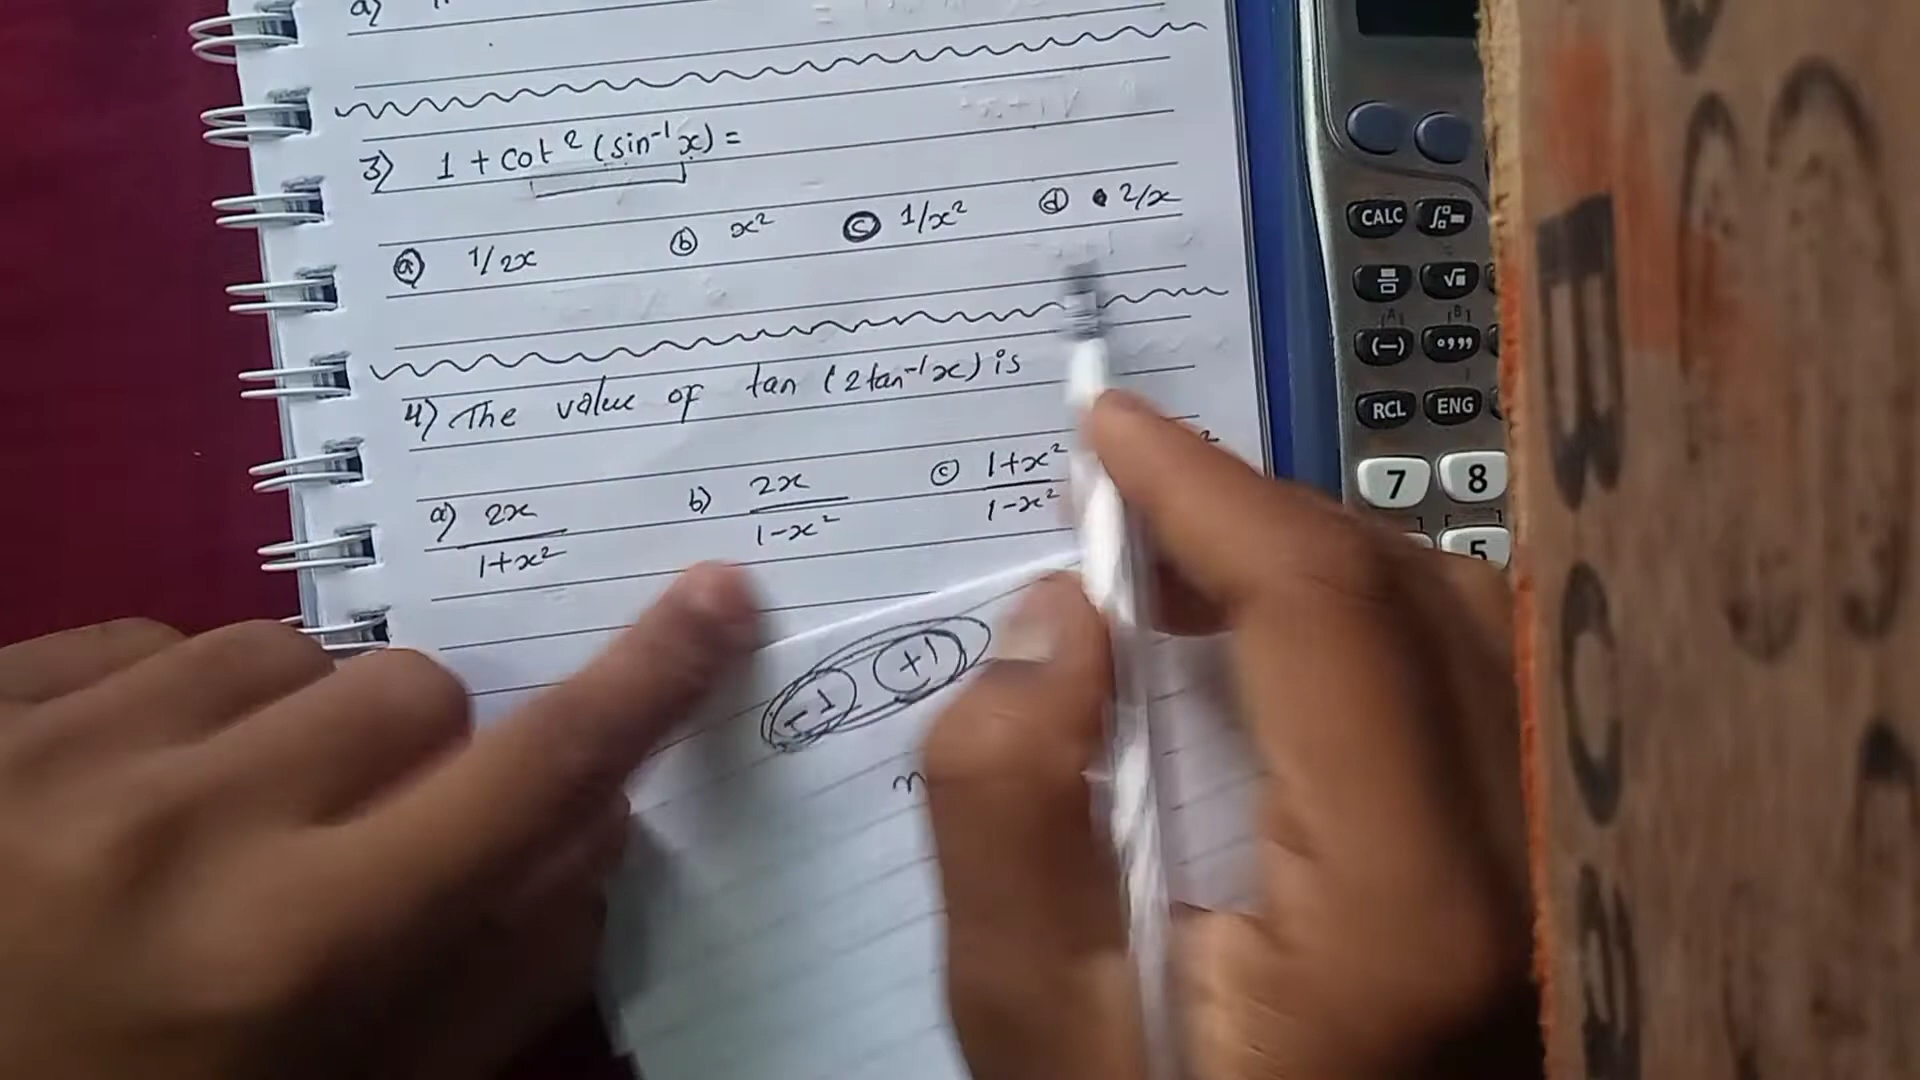 a)
3) 1 + cot² (sin⁻¹x) =
ⓐ 1/2x ⓑ x² ⓒ 1/x² ⓓ 2/x
4) The value of tan (2tan⁻¹x) is
a) 2x/1+x² b) 2x/1-x² ⓒ 1+x²/1-x²
-1 +1
n
CALC
(A) (B)
(−) °,,,
RCL ENG
7 8
5
B
C